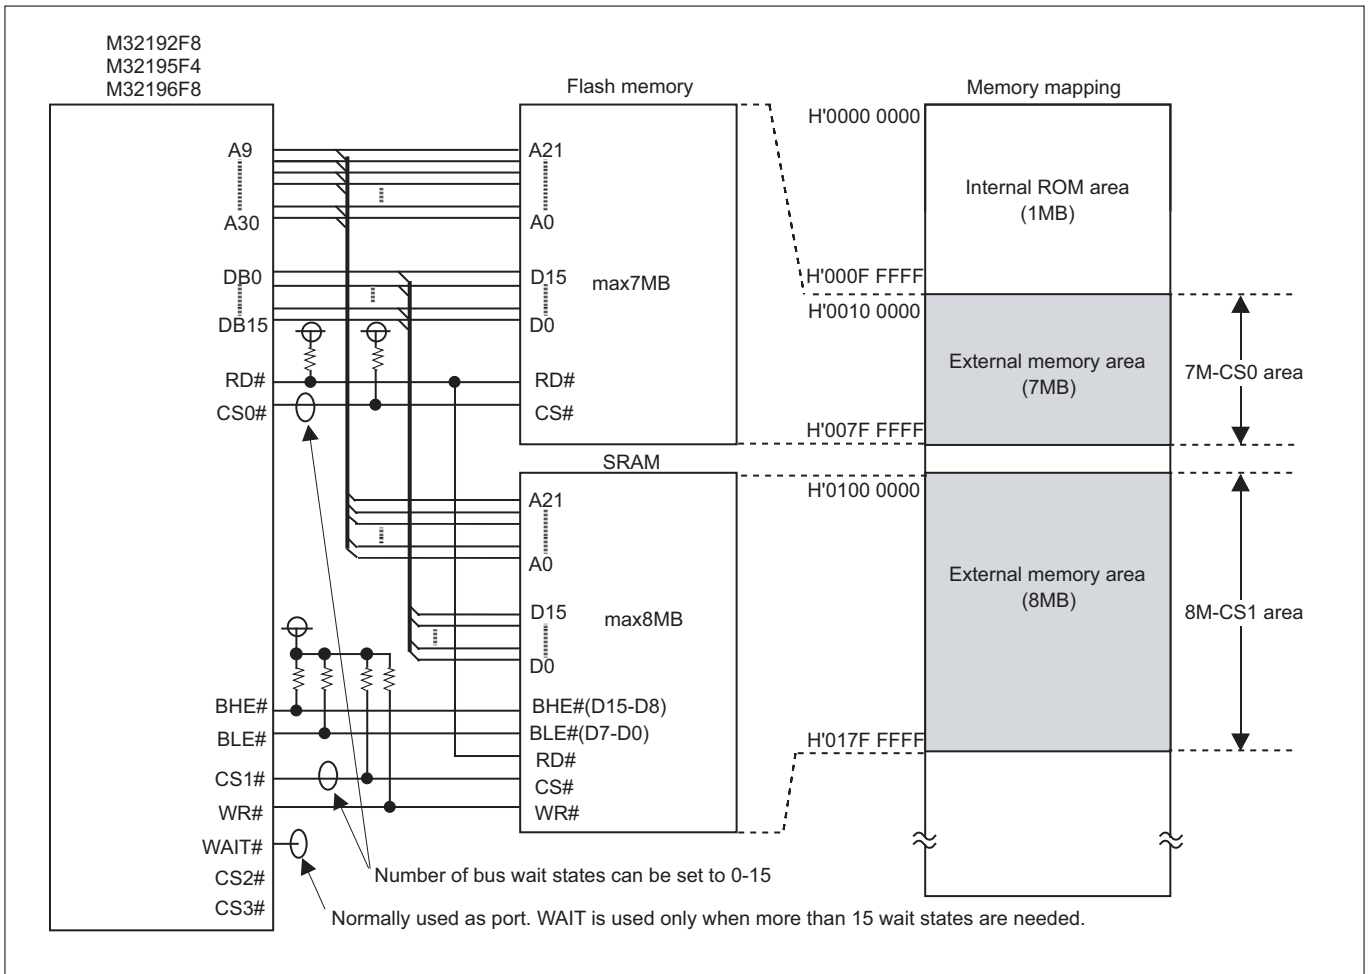 M32192F8
M32195F4
M32196F8
A9
A30
DB0
DB15
RD#
CS0#
BHE#
BLE#
CS1#
WR#
WAIT#
CS2#
CS3#
Flash memory
A21
A0
D15
max7MB
D0
RD#
CS#
SRAM
A21
A0
D15
max8MB
D0
BHE#(D15-D8)
BLE#(D7-D0)
RD#
CS#
WR#
Number of bus wait states can be set to 0-15
Normally used as port. WAIT is used only when more than 15 wait states are needed.
Memory mapping
H'0000 0000
Internal ROM area
(1MB)
H'000F FFFF
H'0010 0000
External memory area
(7MB)
7M-CS0 area
H'007F FFFF
H'0100 0000
External memory area
(8MB)
8M-CS1 area
H'017F FFFF